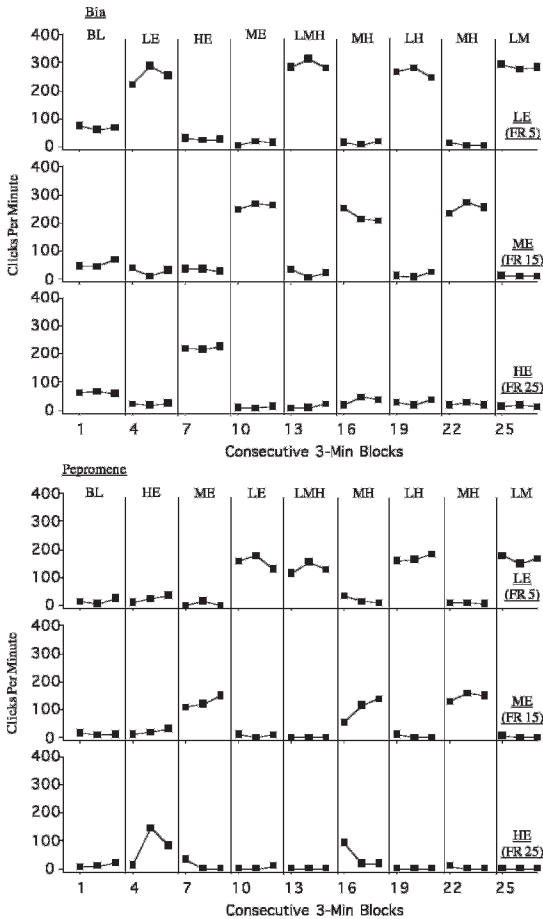 Bia
BL LE HE ME LMH MH LH MH LM
400
300
200
100
0
LE
(FR 5)
400
300
200
100
0
ME
(FR 15)
400
300
200
100
0
HE
(FR 25)
Clicks Per Minute
1 4 7 10 13 16 19 22 25
Consecutive 3-Min Blocks
Pepromene
BL HE ME LE LMH MH LH MH LM
400
300
200
100
0
LE
(FR 5)
400
300
200
100
0
ME
(FR 15)
400
300
200
100
0
HE
(FR 25)
Clicks Per Minute
1 4 7 10 13 16 19 22 25
Consecutive 3-Min Blocks